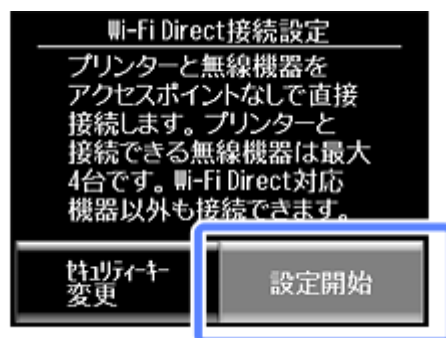 Wi-Fi Direct接続設定
プリンターと無線機器を
アクセスポイントなしで直接
接続します。プリンターと
接続できる無線機器は最大
4台です。Wi-Fi Direct対応
機器以外も接続できます。
ｾｷｭﾘﾃｨｰｷｰ
変更
設定開始